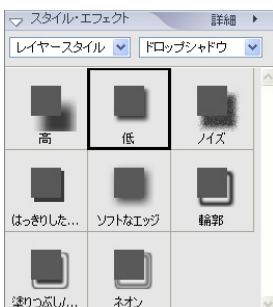 スタイル・エフェクト 詳細
レイヤースタイル ドロップシャドウ
高 低 ノイズ
はっきりした... ソフトなエッジ 輪郭
塗りつぶし/... ネオン